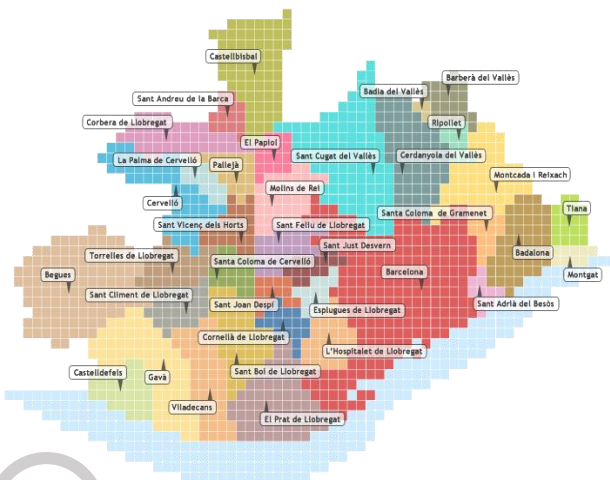 Castellbisbal
Barberà del Vallès
Badia del Vallès
Sant Andreu de la Barca
Corbera de Llobregat
Ripollet
El Papiol
La Palma de Cervelló
Pallejà
Sant Cugat del Vallès
Cerdanyola del Vallès
Montcada i Reixach
Molins de Rei
Cervelló
Tiana
Santa Coloma de Gramenet
Sant Vicenç dels Horts
Sant Feliu de Llobregat
Sant Just Desvern
Badalona
Torrelles de Llobregat
Santa Coloma de Cervelló
Begues
Barcelona
Montgat
Sant Climent de Llobregat
Sant Joan Despí
Esplugues de Llobregat
Sant Adrià del Besòs
Cornellà de Llobregat
L'Hospitalet de Llobregat
Castelldefels
Gavà
Sant Boi de Llobregat
Viladecans
El Prat de Llobregat